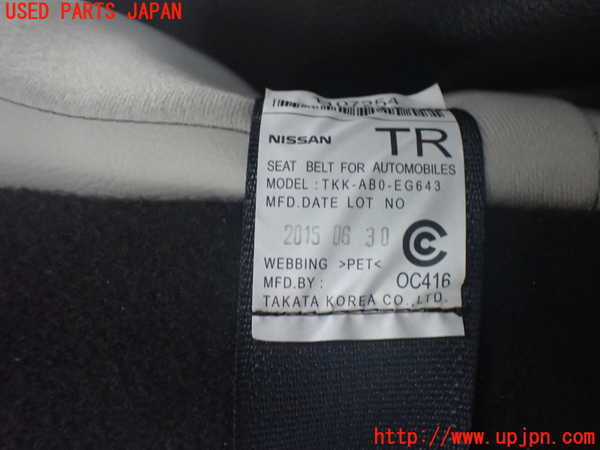 USED PARTS JAPAN
NISSAN TR
SEAT BELT FOR AUTOMOBILES
MODEL : TKK-AB0-EG643
MFD.DATE LOT NO
2015 06 30
WEBBING >PET<
MFD.BY : OC416
TAKATA KOREA CO., LTD.
© www.upjpn.com